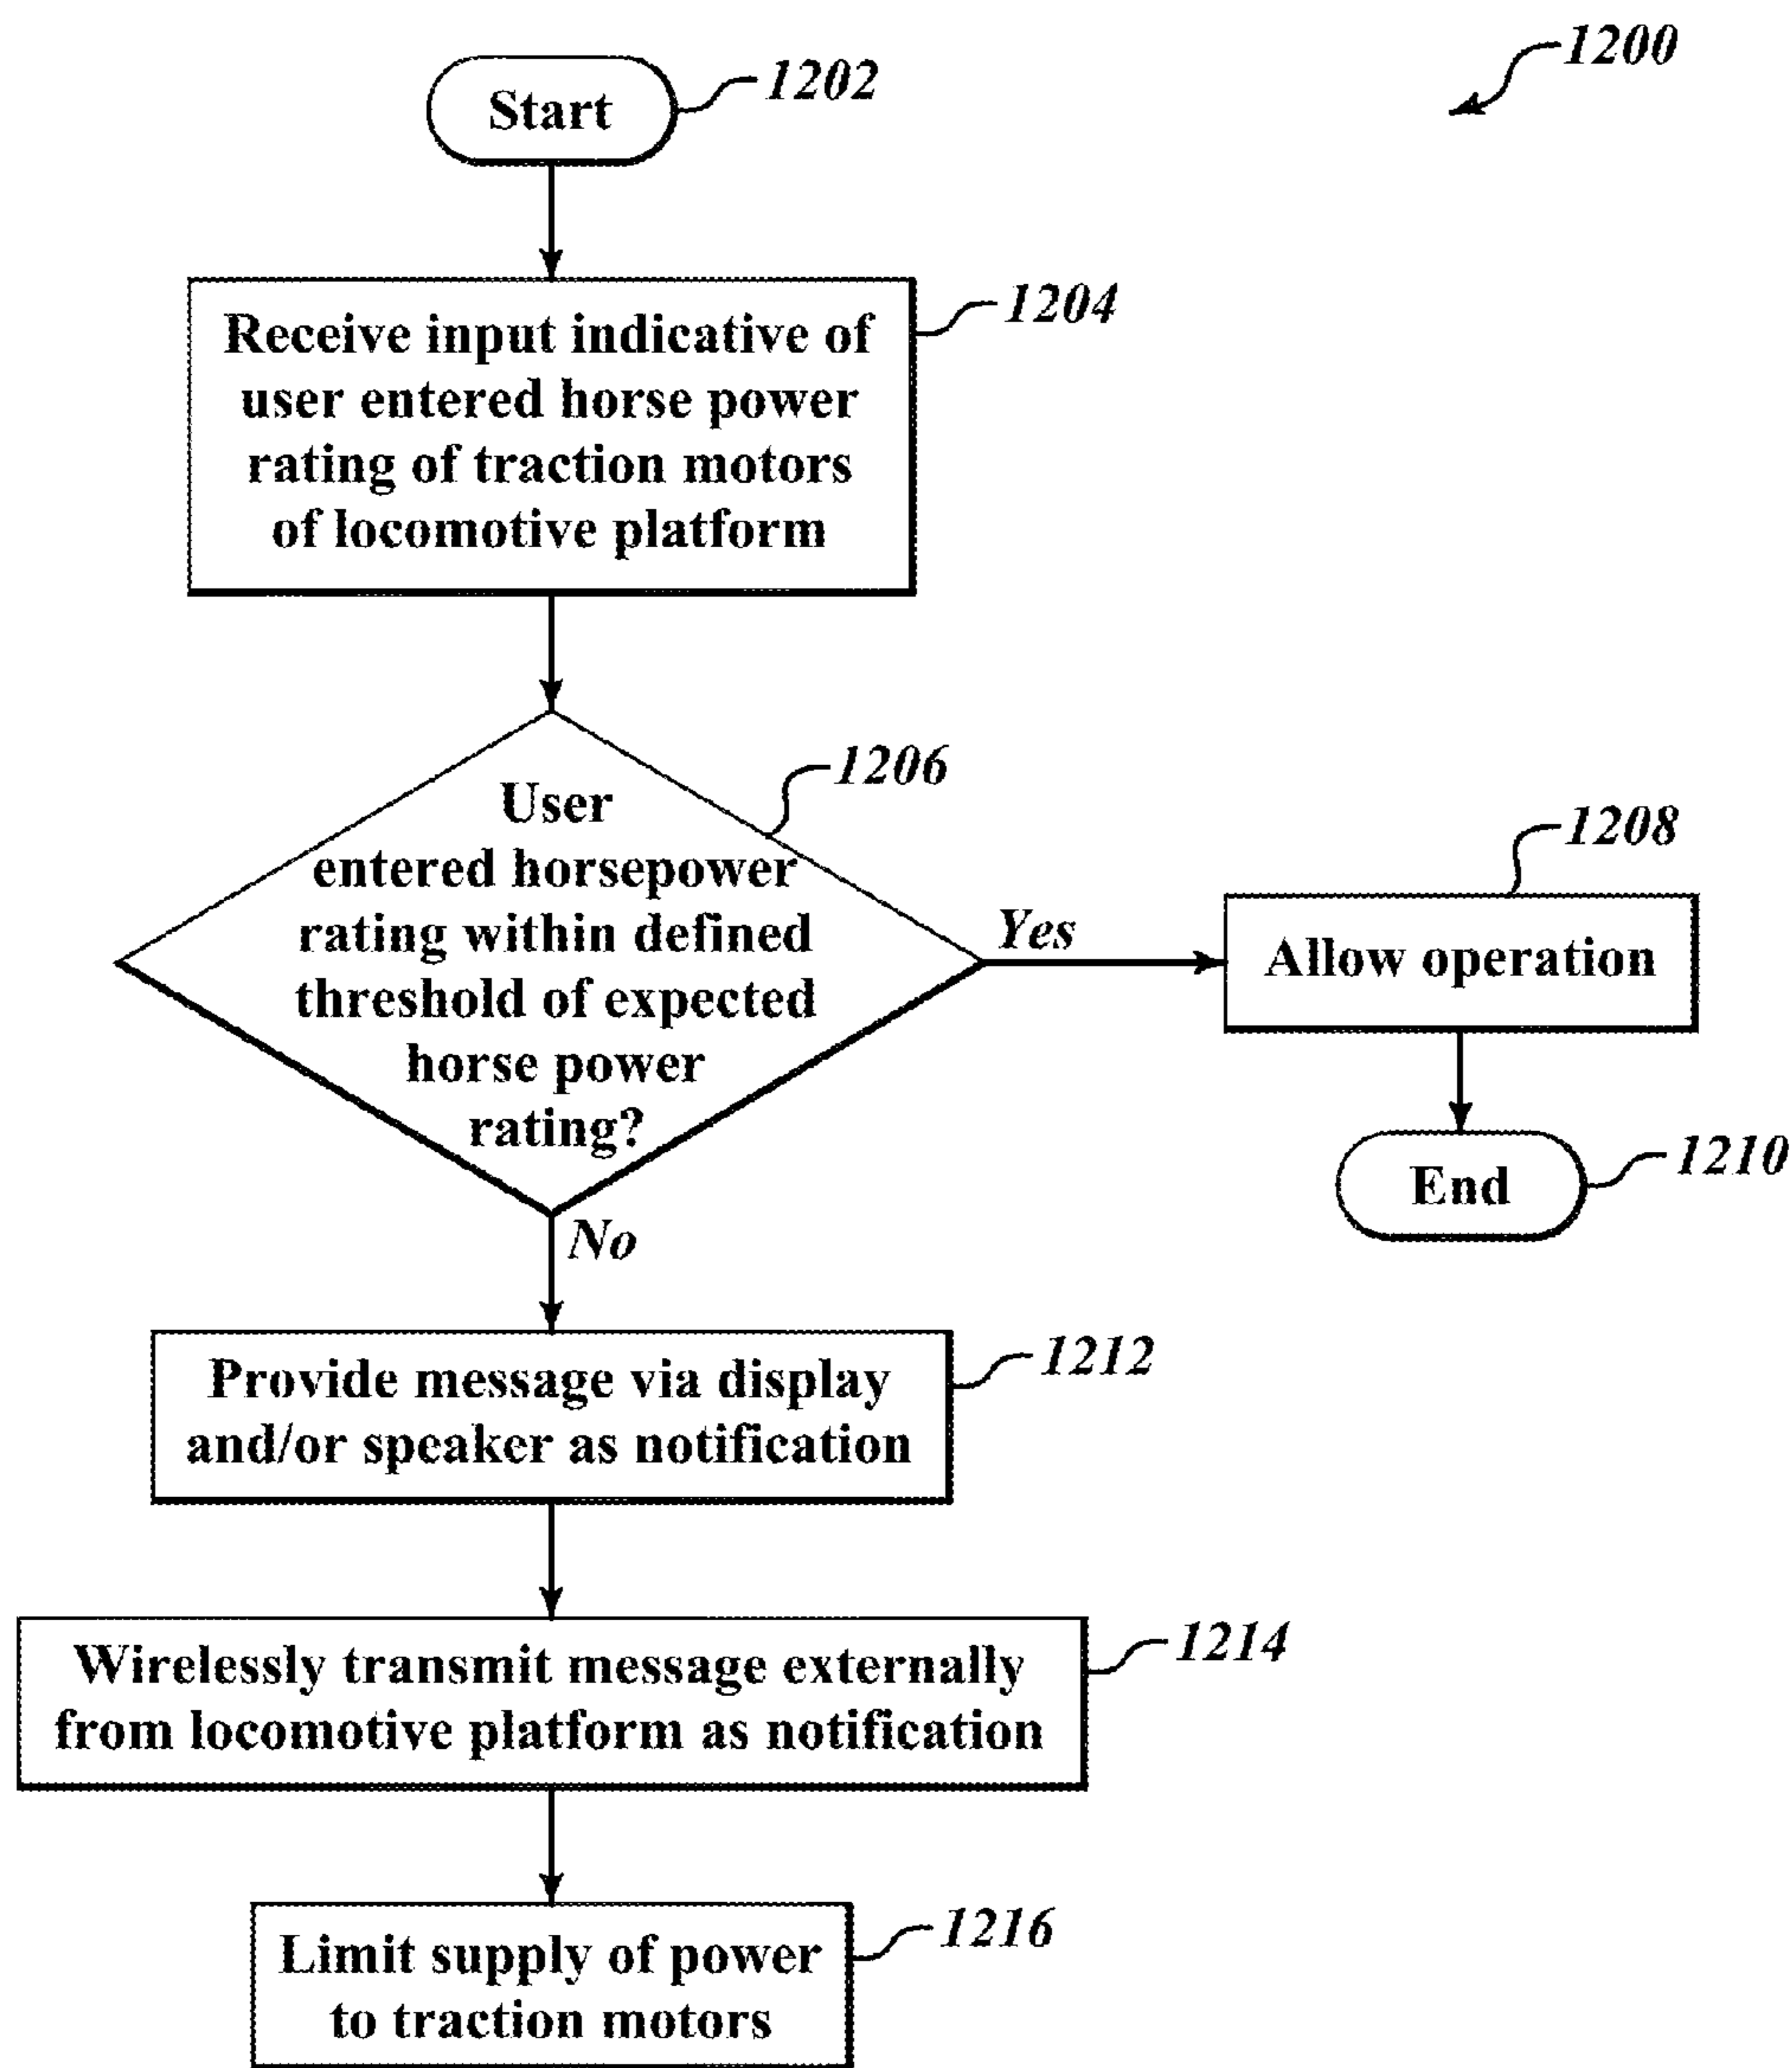 1200
Start
1202
Receive input indicative of
user entered horse power
rating of traction motors
of locomotive platform
1204
User
entered horsepower
rating within defined
threshold of expected
horse power
rating?
1206
Yes
1208
Allow operation
End
1210
No
Provide message via display
and/or speaker as notification
1212
Wirelessly transmit message externally
from locomotive platform as notification
1214
Limit supply of power
to traction motors
1216